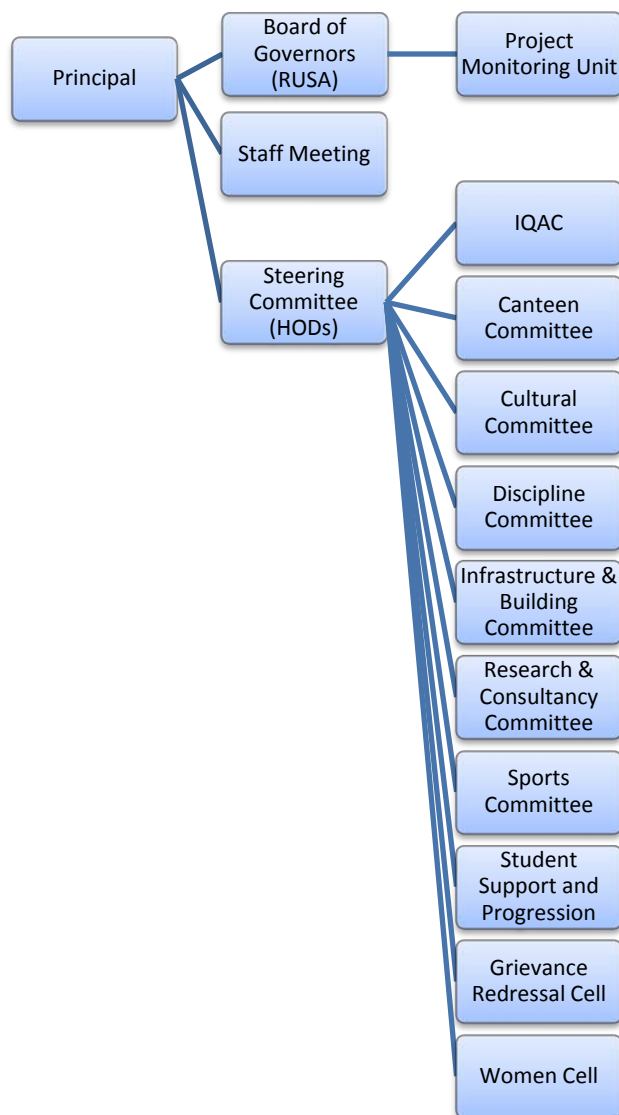 Principal
Board of
Governors
(RUSA)
Project
Monitoring Unit
Staff Meeting
Steering
Committee
(HODs)
IQAC
Canteen
Committee
Cultural
Committee
Discipline
Committee
Infrastructure &
Building
Committee
Research &
Consultancy
Committee
Sports
Committee
Student
Support and
Progression
Grievance
Redressal Cell
Women Cell